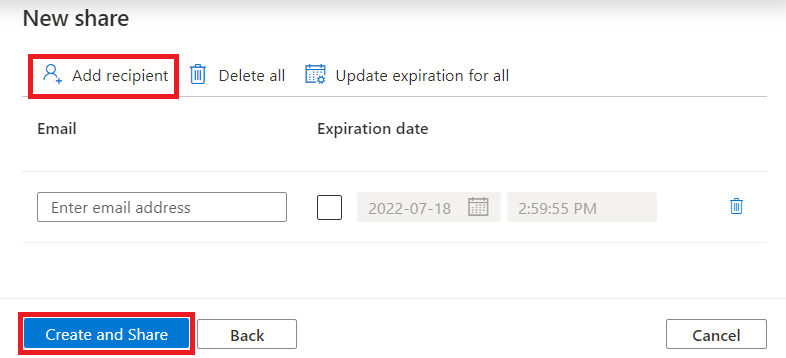 New share
Add recipient Delete all Update expiration for all
Email Expiration date
Enter email address 2022-07-18 2:59:55 PM
Create and Share Back Cancel